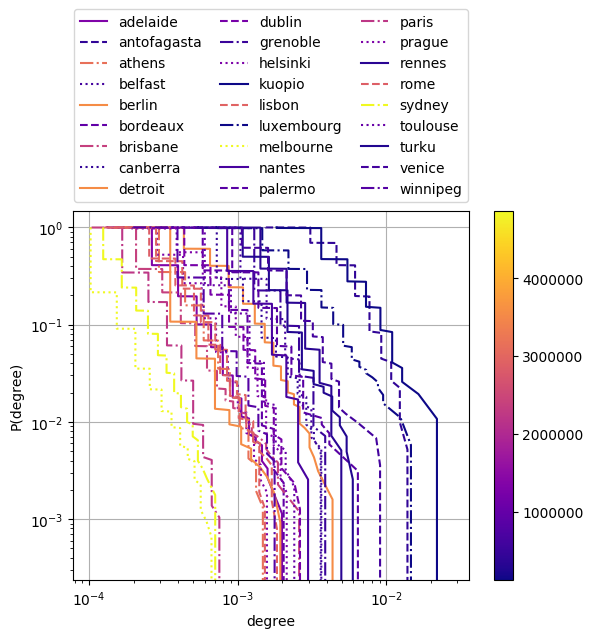 adelaide dublin paris
antofagasta grenoble prague
athens helsinki rennes
belfast kuopio rome
berlin lisbon sydney
bordeaux luxembourg toulouse
brisbane melbourne turku
canberra nantes venice
detroit palermo winnipeg
10⁰
10⁻¹
10⁻²
10⁻³
P(degree)
10⁻⁴ 10⁻³ 10⁻²
degree
4000000
3000000
2000000
1000000